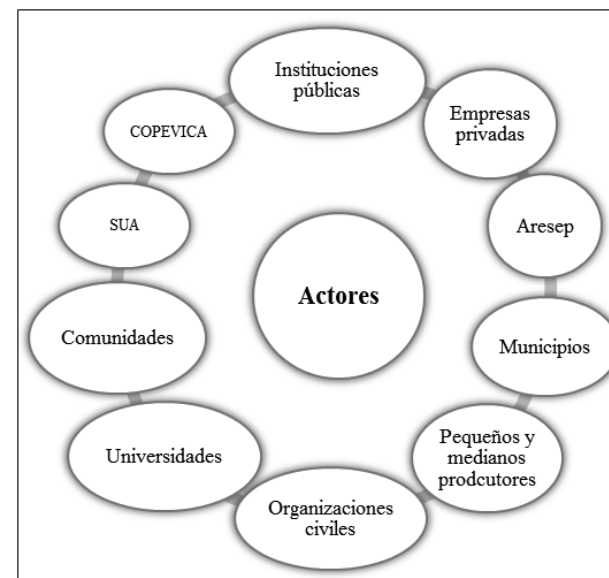 Instituciones
públicas
Empresas
privadas
Aresep
Municipios
Pequeños y
medianos
prodcutores
Organizaciones
civiles
Universidades
Comunidades
SUA
COPEVICA
Actores